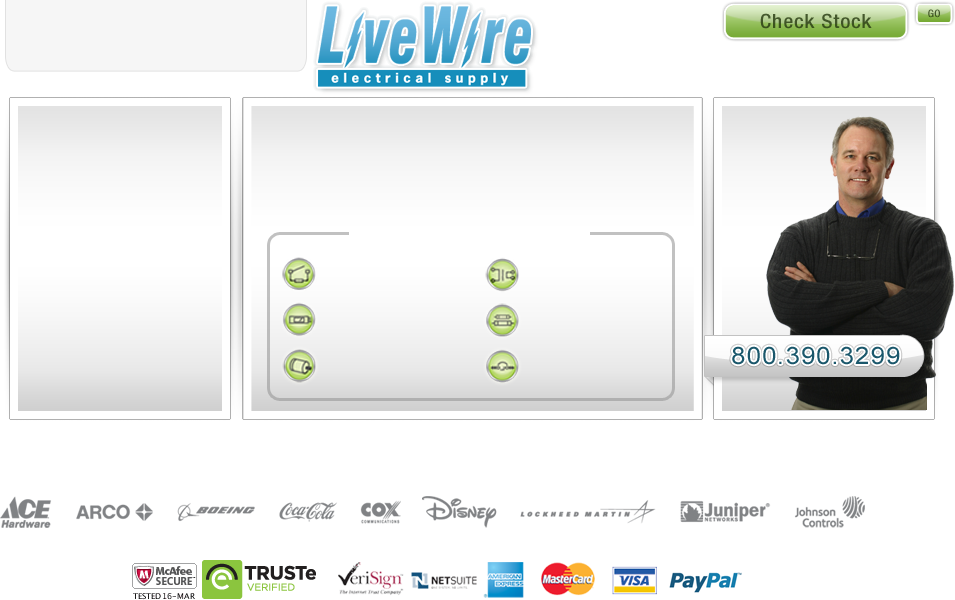 LiveWire
electrical supply
Check Stock
GO
800.390.3299
ACE
Hardware
ARCO
BOEING
Coca-Cola
COX
COMMUNICATIONS
Disney
LOCKHEED MARTIN
Juniper
NETWORKS
Johnson
Controls
McAfee
SECURE
TESTED 16-MAR
TRUSTe
VERIFIED
VeriSign
The Internet Trust Company
N NETSUITE
AMERICAN
EXPRESS
MasterCard
VISA
PayPal